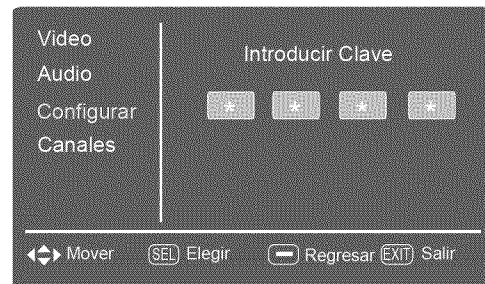 Video
Audio
Configurar
Canales
Introducir Clave
* * * *
Mover SEL Elegir Regresar EXIT Salir